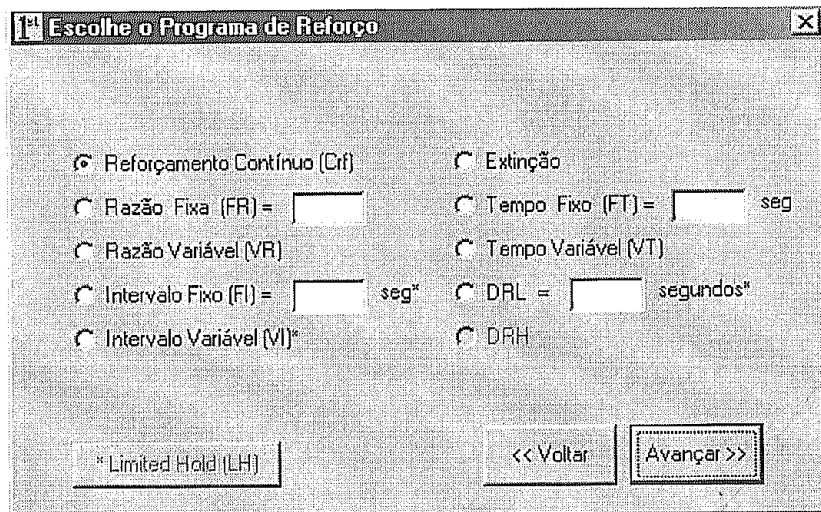 1st Escolhe o Programa de Reforço
Reforçamento Contínuo (Crf)
Razão Fixa (FR) =
Razão Variável (VR)
Intervalo Fixo (FI) = seg*
Intervalo Variável (VI)*
Extinção
Tempo Fixo (FT) = seg
Tempo Variável (VT)
DRL = segundos*
DRH
* Limited Hold (LH)
<< Voltar
Avançar >>